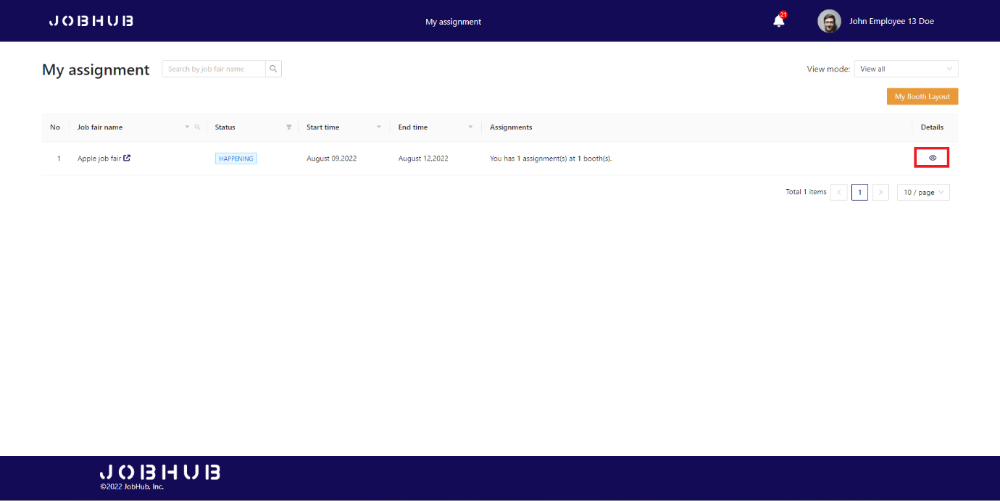 JOBHUB
My assignment
21
John Employee 13 Doe
My assignment
Search by job fair name
View mode:
View all
My Booth Layout
No
Job fair name
Status
Start time
End time
Assignments
Details
1
Apple job fair
HAPPENING
August 09,2022
August 12,2022
You has 1 assignment(s) at 1 booth(s).
Total 1 items
<
1
>
10 / page
JOBHUB
©2022 JobHub, Inc.